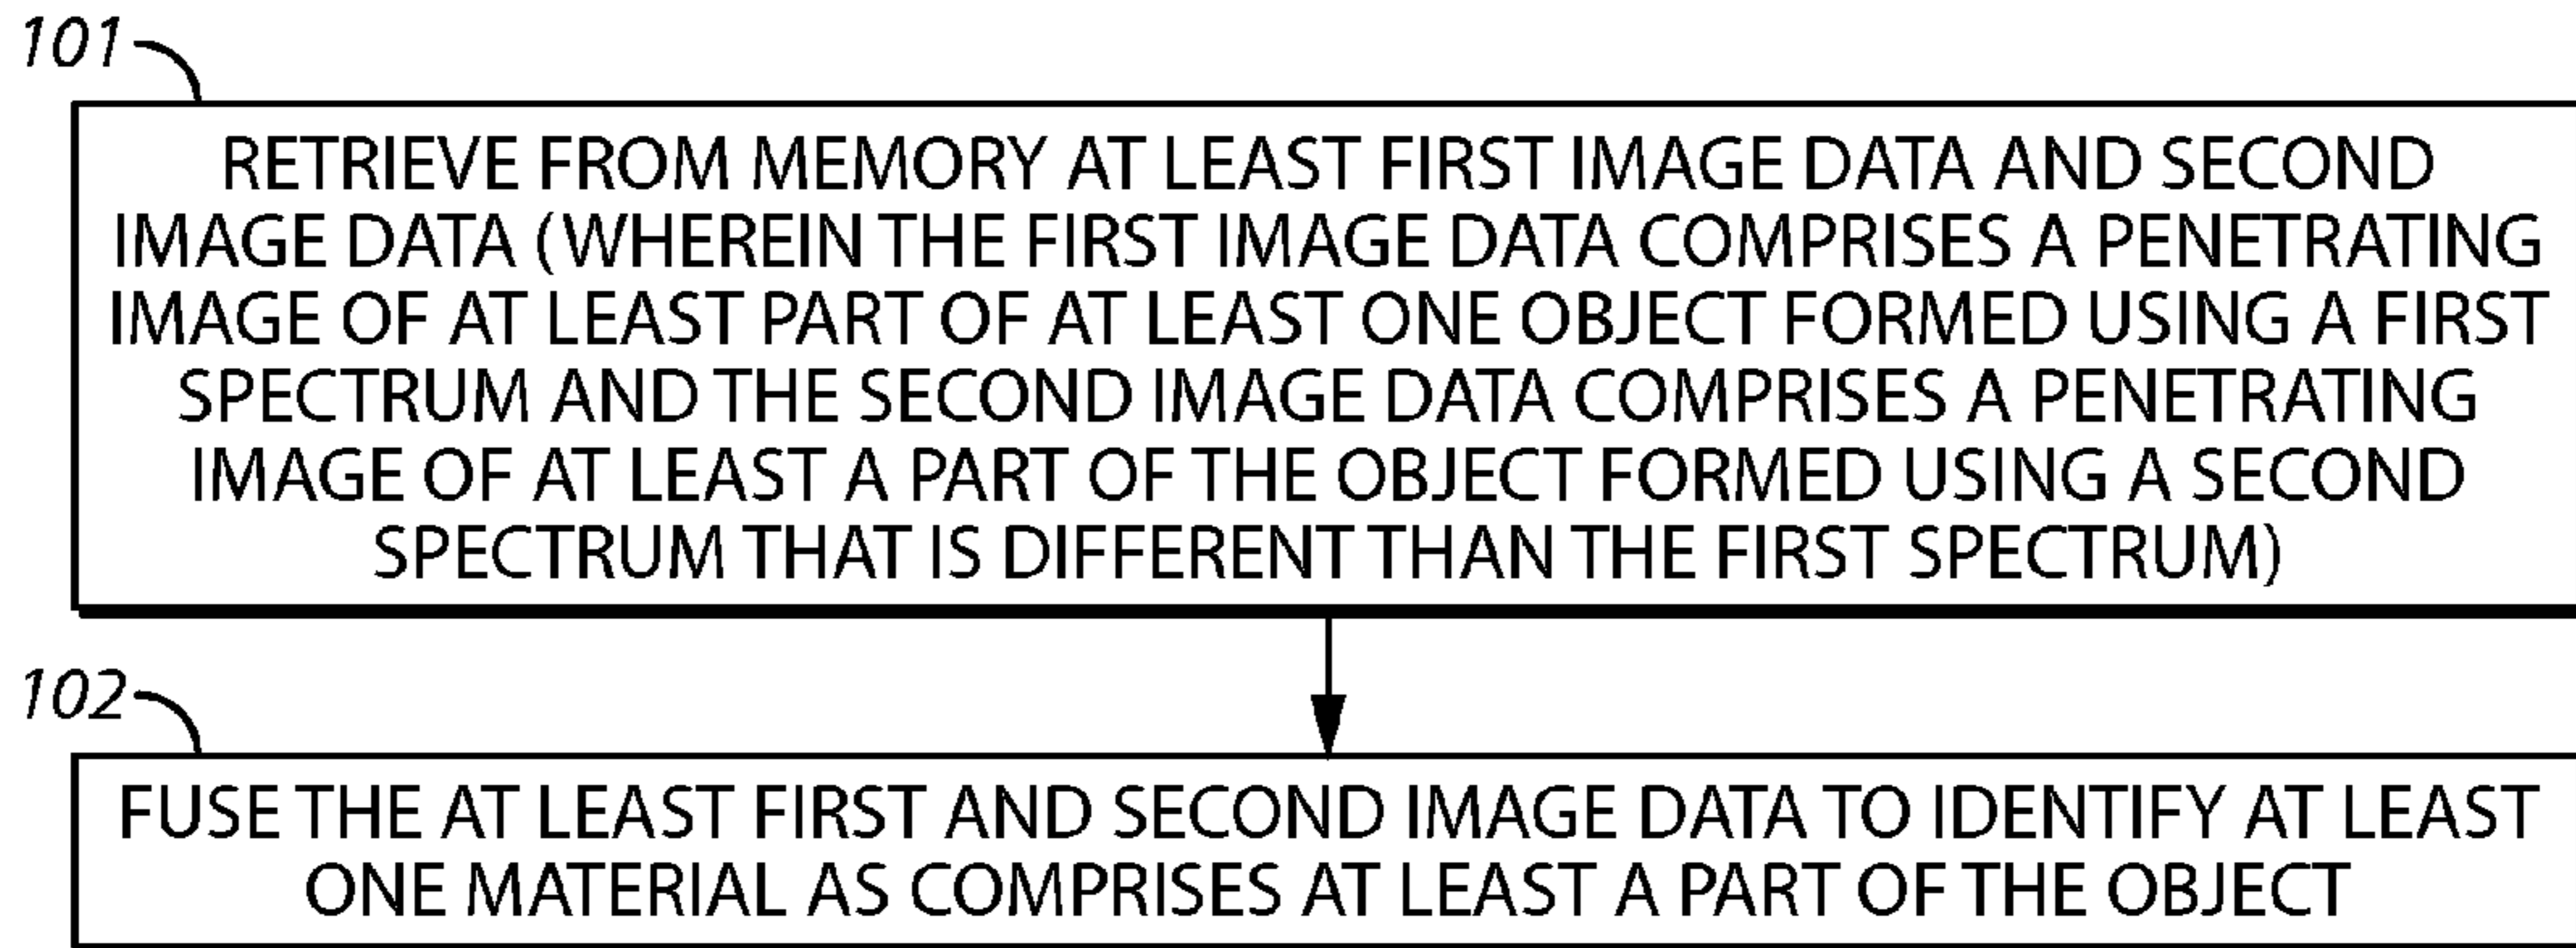 101
RETRIEVE FROM MEMORY AT LEAST FIRST IMAGE DATA AND SECOND
IMAGE DATA (WHEREIN THE FIRST IMAGE DATA COMPRISES A PENETRATING
IMAGE OF AT LEAST PART OF AT LEAST ONE OBJECT FORMED USING A FIRST
SPECTRUM AND THE SECOND IMAGE DATA COMPRISES A PENETRATING
IMAGE OF AT LEAST A PART OF THE OBJECT FORMED USING A SECOND
SPECTRUM THAT IS DIFFERENT THAN THE FIRST SPECTRUM)
102
FUSE THE AT LEAST FIRST AND SECOND IMAGE DATA TO IDENTIFY AT LEAST
ONE MATERIAL AS COMPRISES AT LEAST A PART OF THE OBJECT